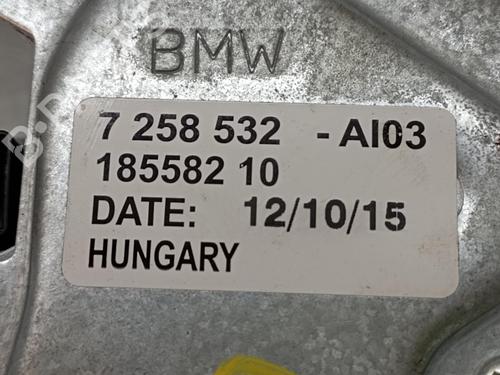 BMW
7 258 532 - AI03
185582 10
DATE: 12/10/15
HUNGARY